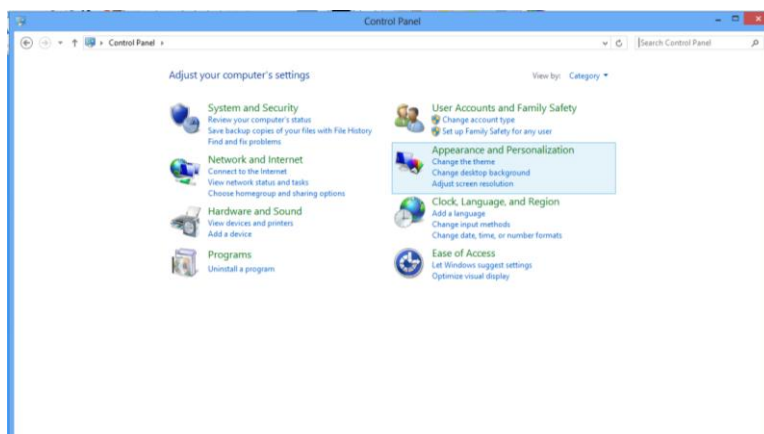 Control Panel
Control Panel
Search Control Panel
Adjust your computer's settings
View by: Category
System and Security
Review your computer's status
Save backup copies of your files with File History
Find and fix problems
Network and Internet
Connect to the Internet
View network status and tasks
Choose homegroup and sharing options
Hardware and Sound
View devices and printers
Add a device
Programs
Uninstall a program
User Accounts and Family Safety
Change account type
Set up Family Safety for any user
Appearance and Personalization
Change the theme
Change desktop background
Adjust screen resolution
Clock, Language, and Region
Add a language
Change input methods
Change date, time, or number formats
Ease of Access
Let Windows suggest settings
Optimize visual display